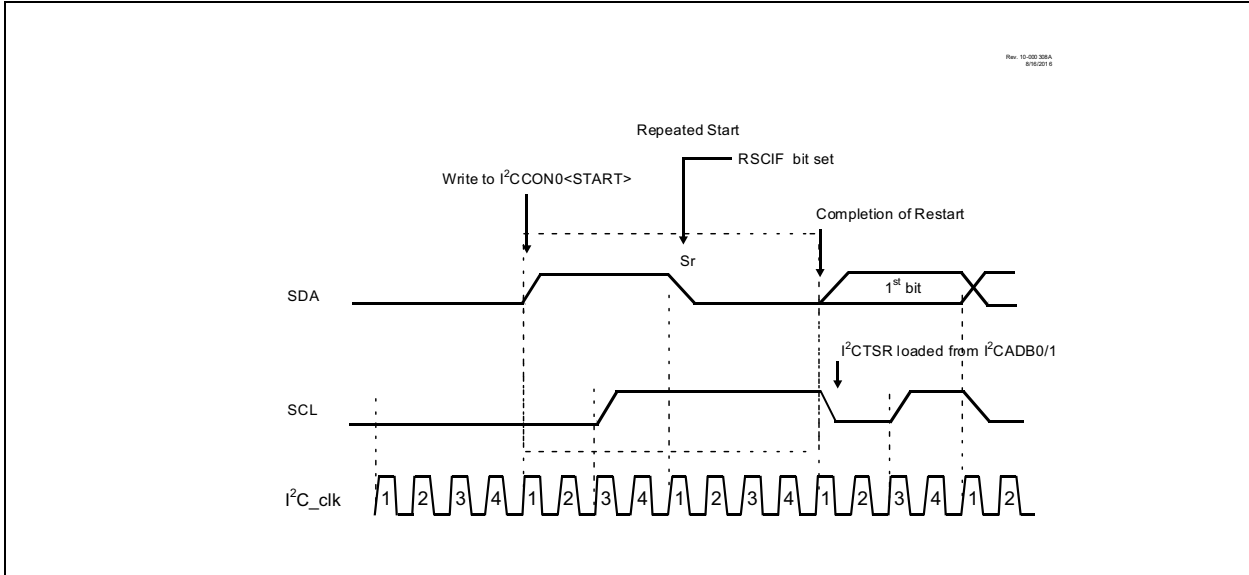 Rev. 10-000 308A
8/16/2016
Repeated Start
RSCIF bit set
Write to I²CCON0<START>
Completion of Restart
Sr
SDA
1st bit
I²CTSR loaded from I²CADB0/1
SCL
I²C_clk 1 2 3 4 1 2 3 4 1 2 3 4 1 2 3 4 1 2